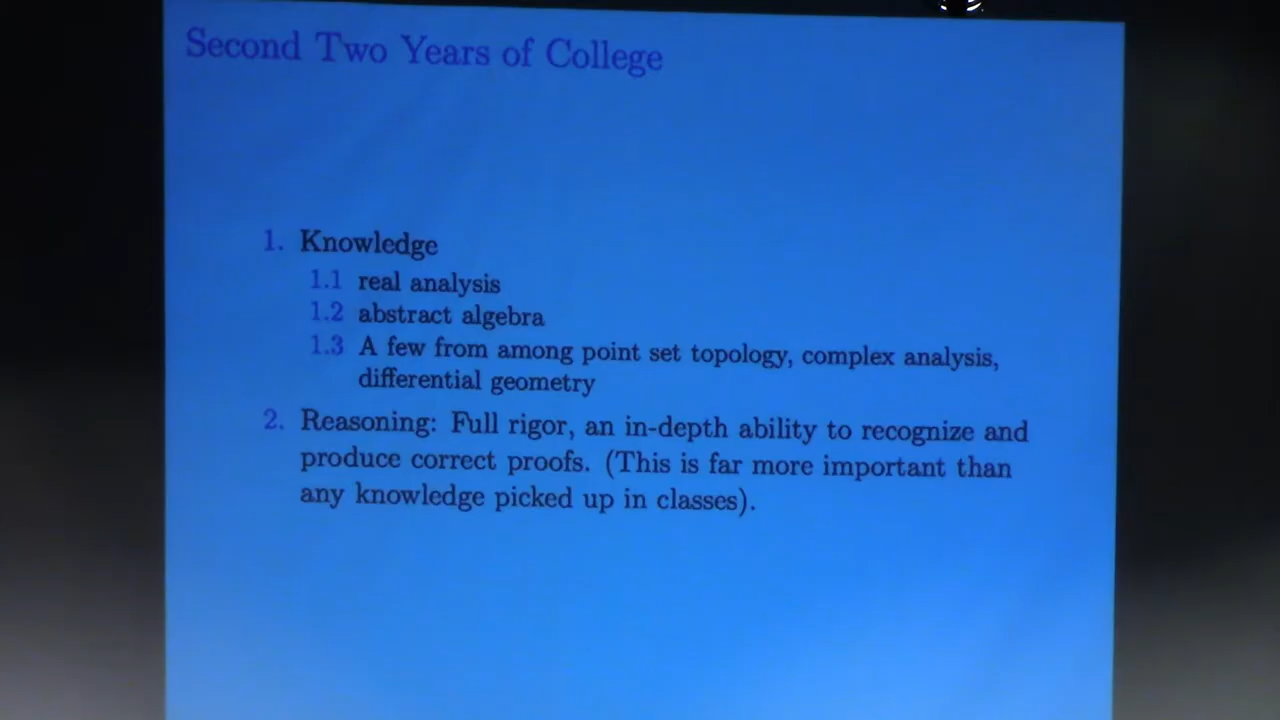 Second Two Years of College
1. Knowledge
1.1 real analysis
1.2 abstract algebra
1.3 A few from among point set topology, complex analysis,
differential geometry
2. Reasoning: Full rigor, an in-depth ability to recognize and
produce correct proofs. (This is far more important than
any knowledge picked up in classes).